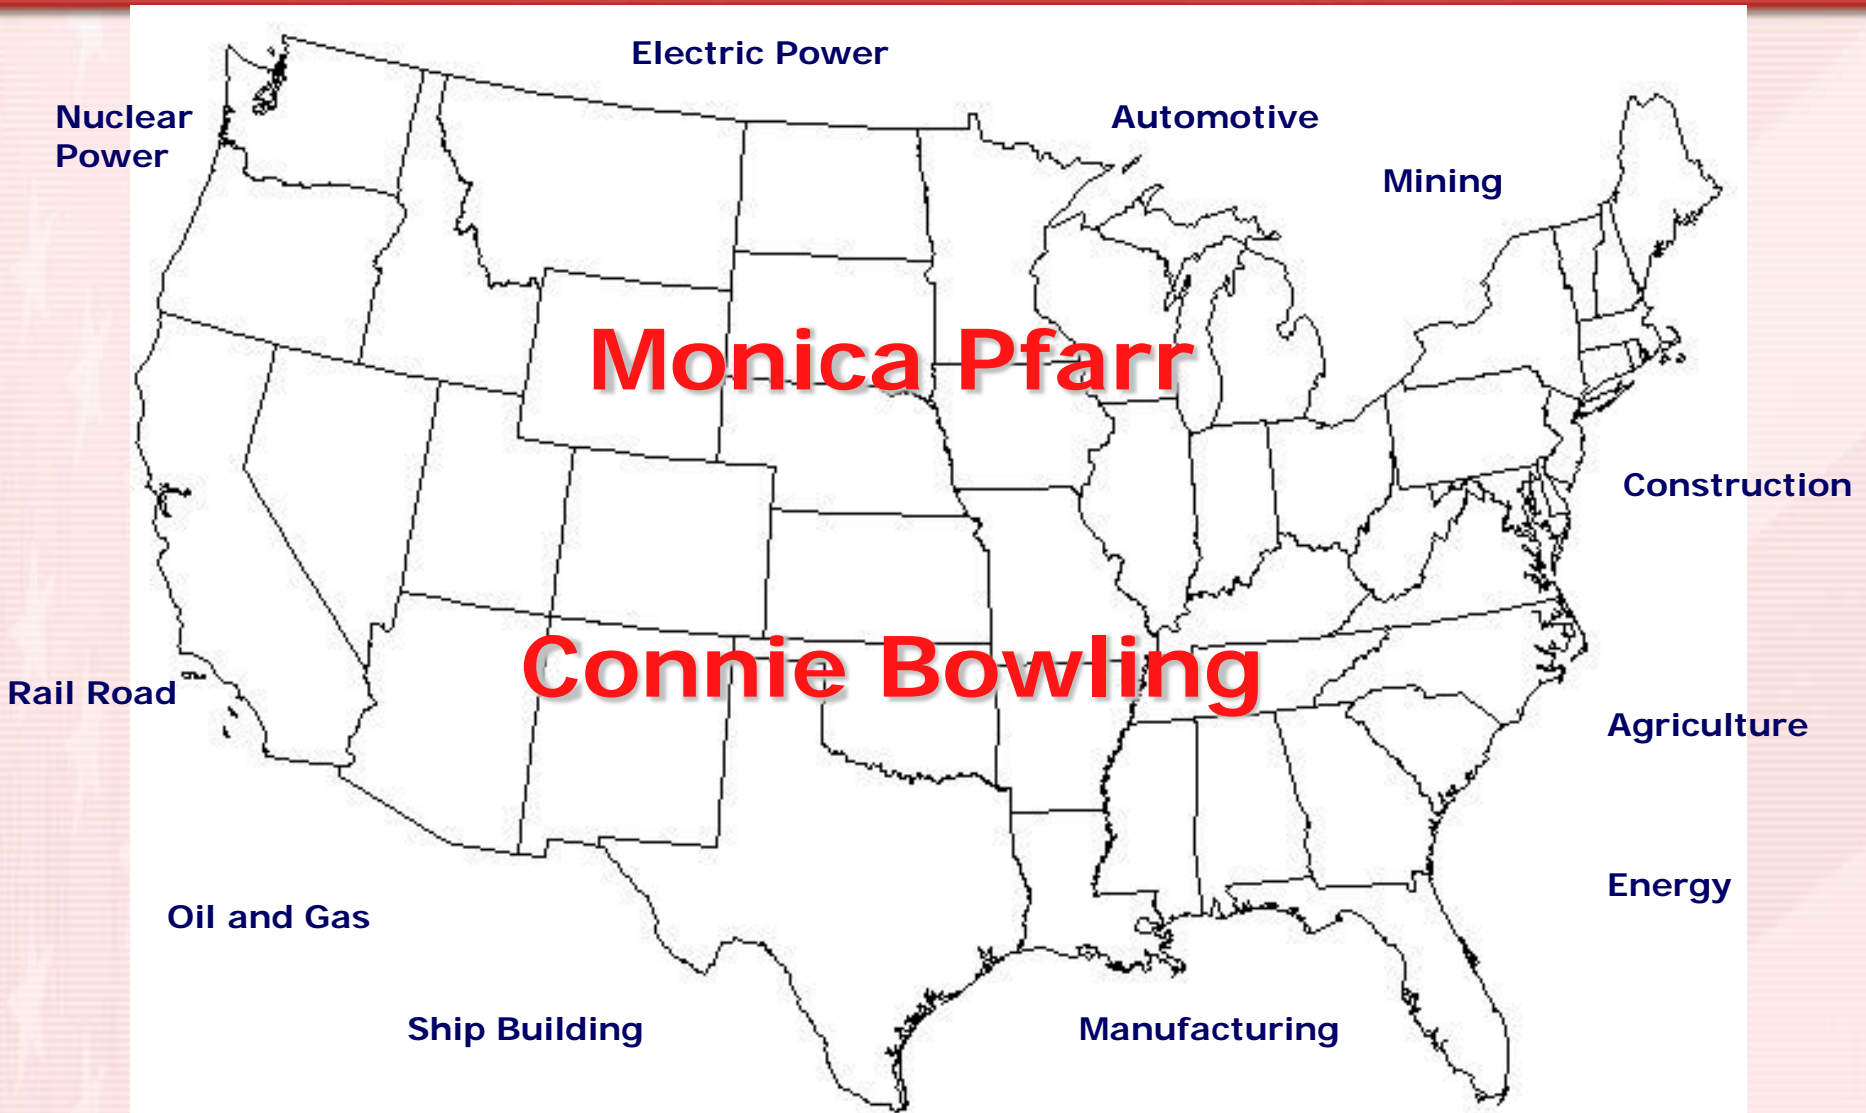 Electric Power
Nuclear
Power
Automotive
Mining
Monica Pfarr
Construction
Connie Bowling
Rail Road
Agriculture
Energy
Oil and Gas
Ship Building
Manufacturing